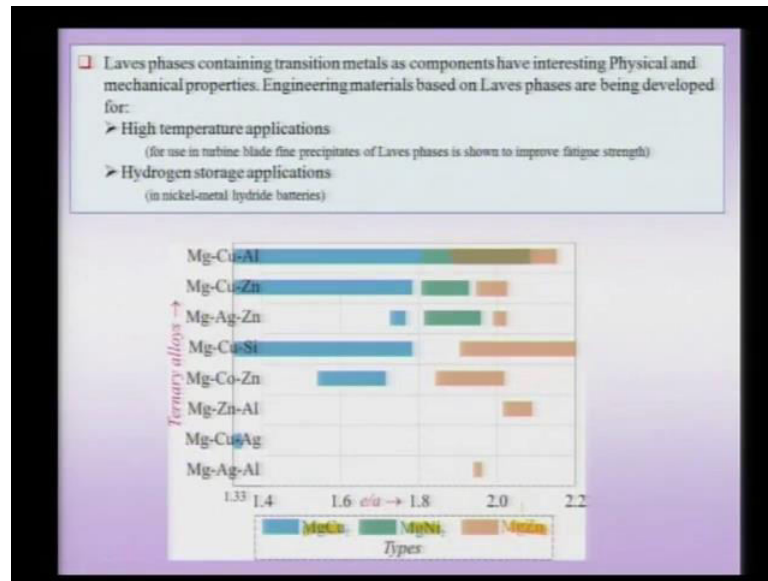 Laves phases containing transition metals as components have interesting Physical and
mechanical properties. Engineering materials based on Laves phases are being developed
for:
➤ High temperature applications
(for use in turbine blade fine precipitates of Laves phases is shown to improve fatigue strength)
➤ Hydrogen storage applications
(in nickel-metal hydride batteries)
Mg-Cu-Al
Mg-Cu-Zn
Mg-Ag-Zn
Mg-Cu-Si
Mg-Co-Zn
Mg-Zn-Al
Mg-Cu-Ag
Mg-Ag-Al
Ternary alloys →
1.33 1.4 1.6 e/a → 1.8 2.0 2.2
MgCu₂ MgNi₂ MgZn₂
Types